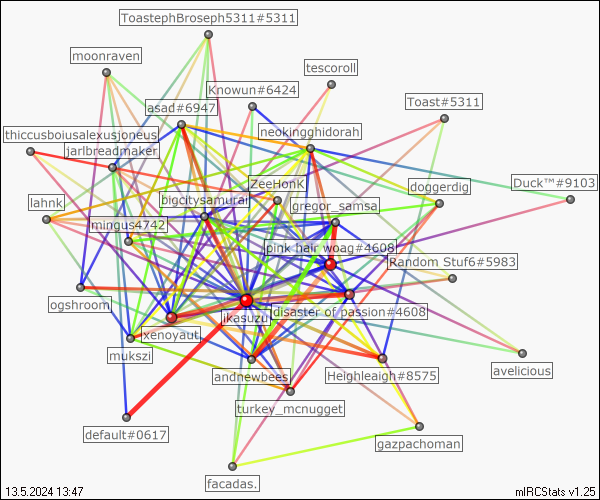 ToastephBroseph5311#5311
moonraven
tescoroll
Knowun#6424
asad#6947
Toast#5311
neokingghidorah
thiccusboiusalexusjoneus
jarlbreadmaker
ZeeHonK
Duck™#9103
doggerdig
bigcitysamurai
lahnk
gregor_samsa
mingus4742
pink hair woag#4608
Random Stuf6#5983
ogshroom
ikasuzu
disaster of passion#4608
xenoyaut
mukszi
avelicious
andnewbees
Heighleaigh#8575
turkey_mcnugget
default#0617
gazpachoman
facadas.
13.5.2024 13:47
mIRCStats v1.25